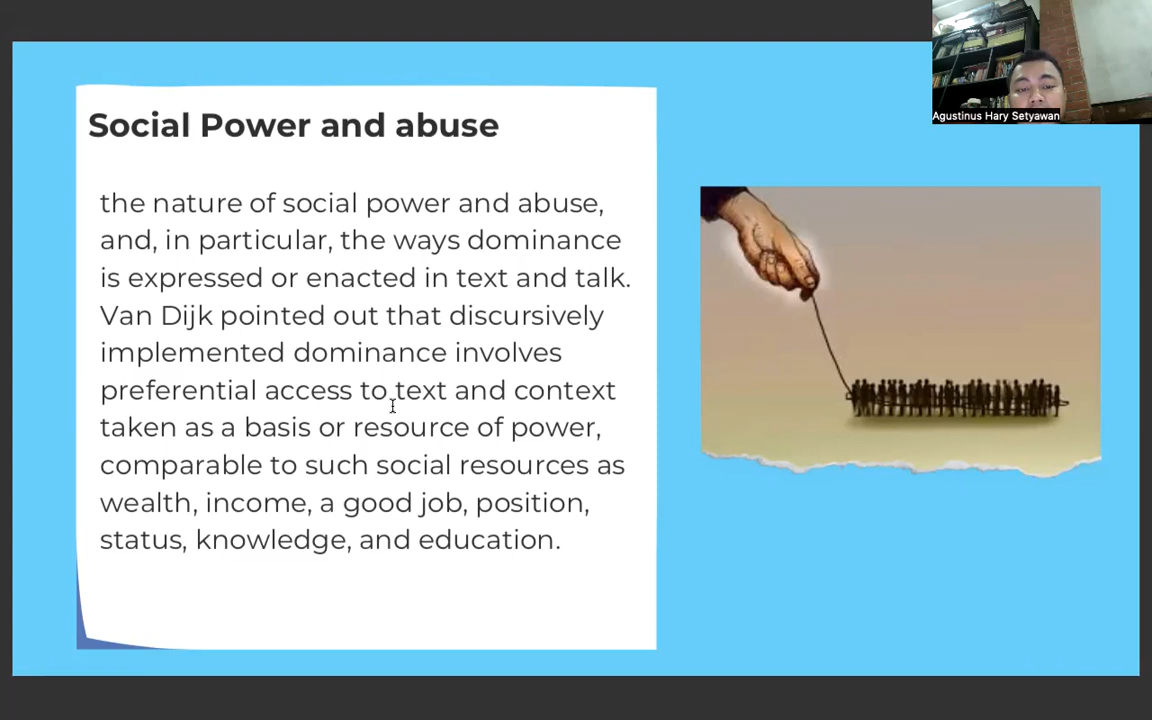 Social Power and abuse
the nature of social power and abuse,
and, in particular, the ways dominance
is expressed or enacted in text and talk.
Van Dijk pointed out that discursively
implemented dominance involves
preferential access to text and context
taken as a basis or resource of power,
comparable to such social resources as
wealth, income, a good job, position,
status, knowledge, and education.
Agustinus Hary Setyawan